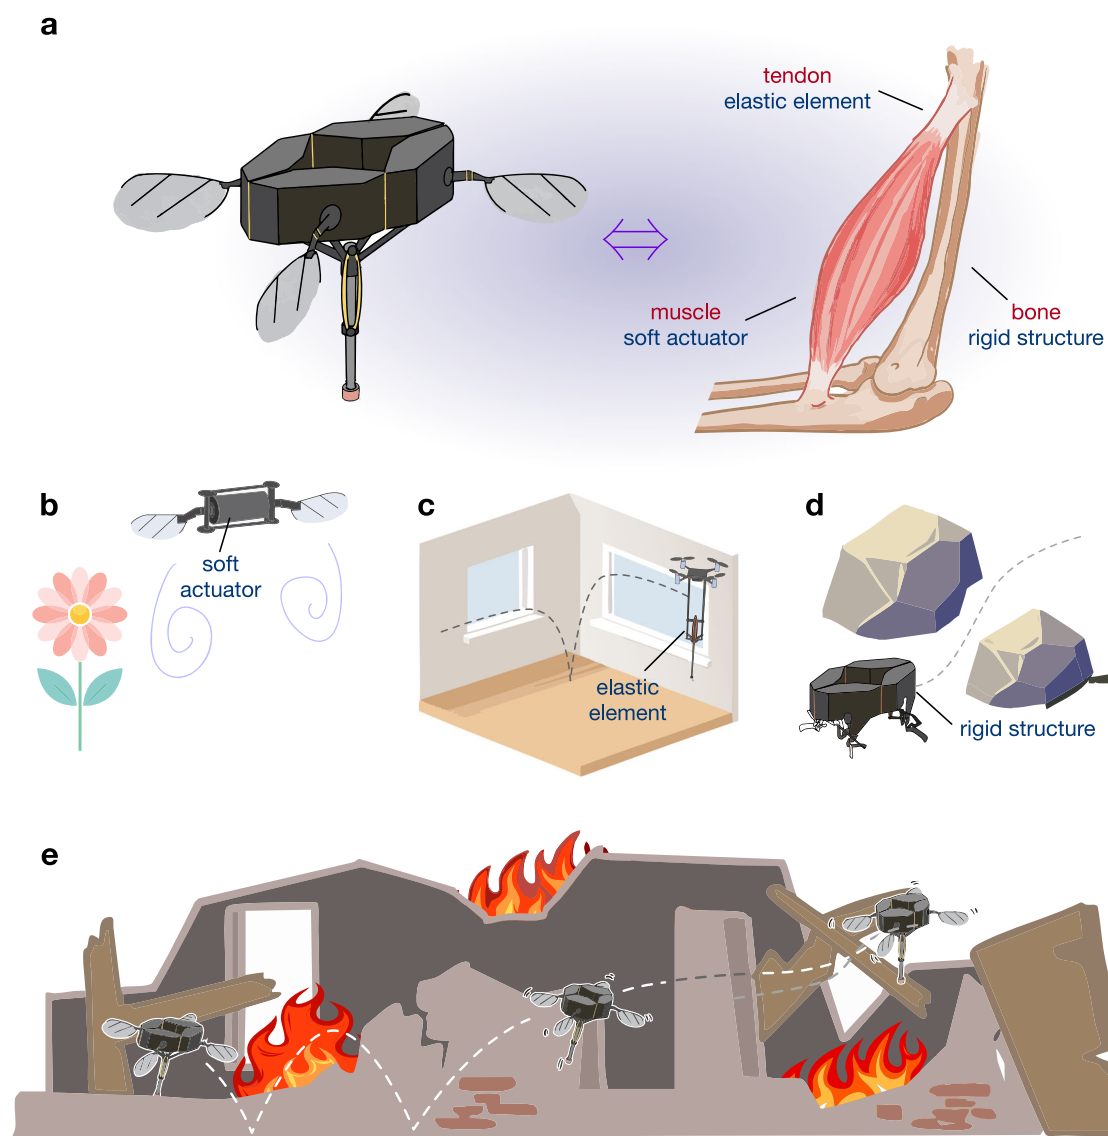 a
tendon
elastic element
muscle
soft actuator
bone
rigid structure
b
soft
actuator
c
elastic
element
d
rigid structure
e